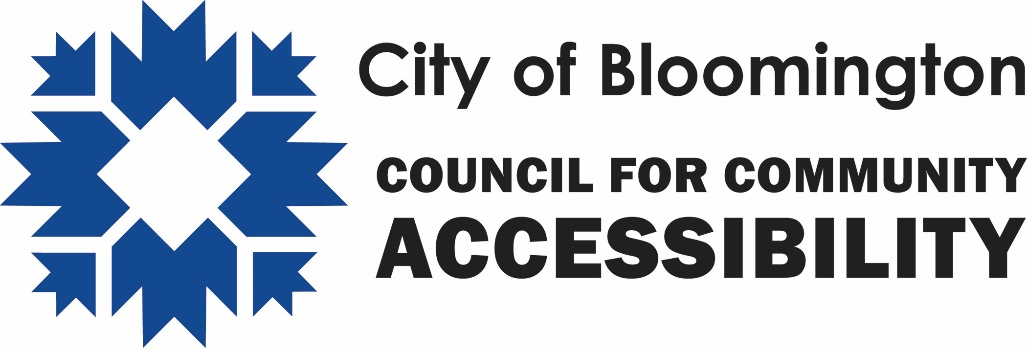 City of Bloomington
COUNCIL FOR COMMUNITY
ACCESSIBILITY